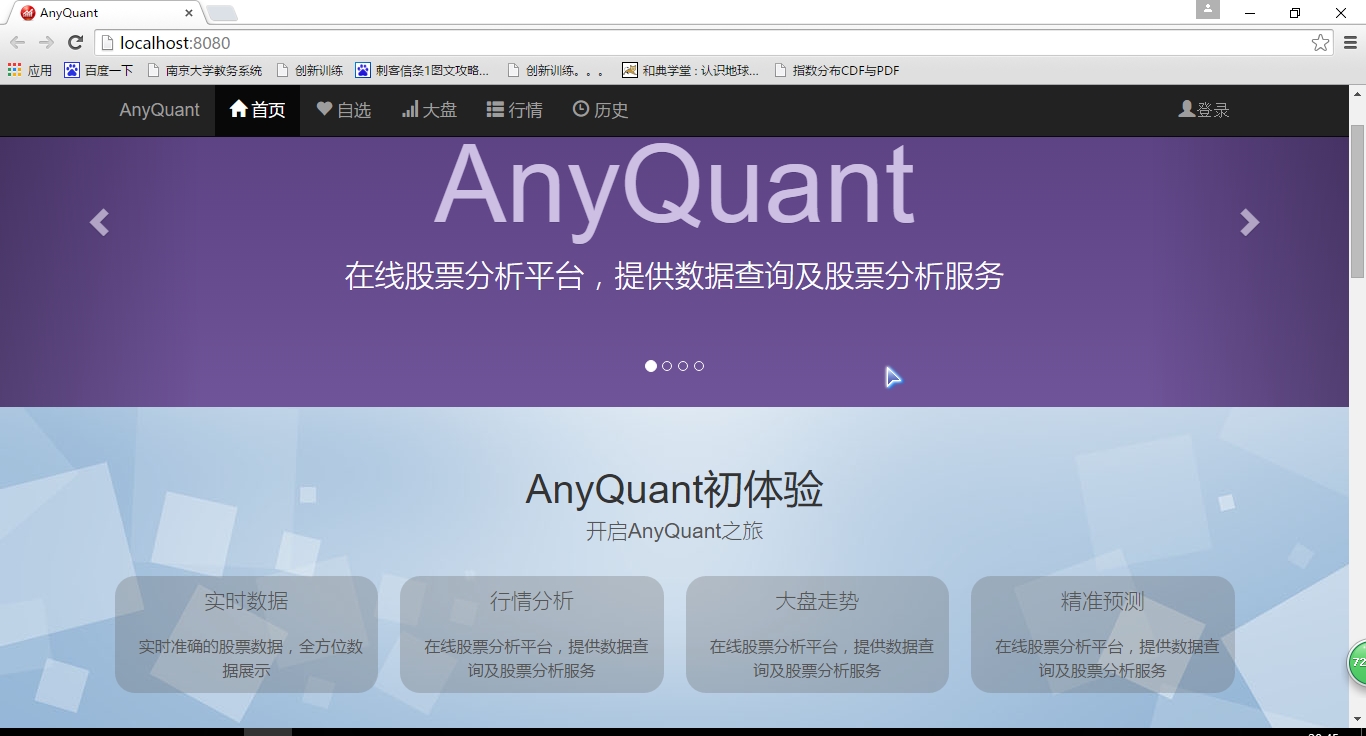 AnyQuant
localhost:8080
应用 百度一下 南京大学教务系统 创新训练 刺客信条1图文攻略... 创新训练。。。 和典学堂 : 认识地球... 指数分布CDF与PDF
AnyQuant 首页 自选 大盘 行情 历史 登录
AnyQuant
在线股票分析平台，提供数据查询及股票分析服务
AnyQuant初体验
开启AnyQuant之旅
实时数据
实时准确的股票数据，全方位数
据展示
行情分析
在线股票分析平台，提供数据查
询及股票分析服务
大盘走势
在线股票分析平台，提供数据查
询及股票分析服务
精准预测
在线股票分析平台，提供数据查
询及股票分析服务
72